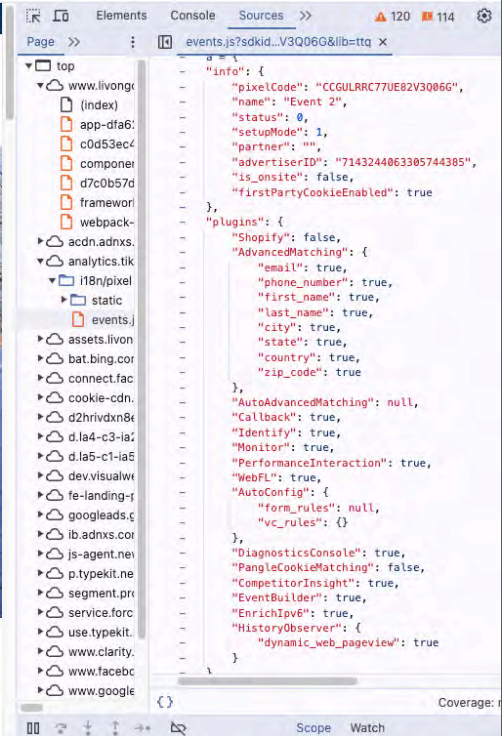 Elements Console Sources >> 120 114
Page >> events.js?sdkid...V3Q06G&lib=ttq ×
top
www.livongo
(index)
app-dfa62
c0d53ec4
componen
d7c0b57d
framework
webpack-
acdn.adnxs.
analytics.tik
i18n/pixel
static
events.j
assets.livon
bat.bing.cor
connect.fac
cookie-cdn.
d2hrivdxn8e
d.la4-c3-ia2
d.la5-c1-ia5
dev.visualwe
fe-landing-p
googleads.g
ib.adnxs.con
js-agent.nev
p.typekit.ne
segment.pro
service.forc
use.typekit.
www.clarity.
www.facebo
www.google
a = {
"info": {
"pixelCode": "CCGULRRC77UE82V3Q06G",
"name": "Event 2",
"status": 0,
"setupMode": 1,
"partner": "",
"advertiserID": "7143244063305744385",
"is_onsite": false,
"firstPartyCookieEnabled": true
},
"plugins": {
"Shopify": false,
"AdvancedMatching": {
"email": true,
"phone_number": true,
"first_name": true,
"last_name": true,
"city": true,
"state": true,
"country": true,
"zip_code": true
},
"AutoAdvancedMatching": null,
"Callback": true,
"Identify": true,
"Monitor": true,
"PerformanceInteraction": true,
"WebFL": true,
"AutoConfig": {
"form_rules": null,
"vc_rules": {}
},
"DiagnosticsConsole": true,
"PangleCookieMatching": false,
"CompetitorInsight": true,
"EventBuilder": true,
"EnrichIpv6": true,
"HistoryObserver": {
"dynamic_web_pageview": true
}
{} Coverage: r
Scope Watch